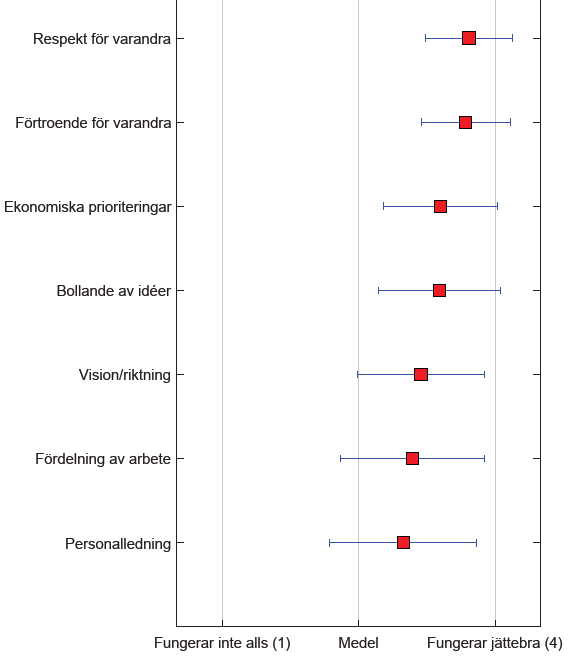 Respekt för varandra
Förtroende för varandra
Ekonomiska prioriteringar
Bollande av idéer
Vision/riktning
Fördelning av arbete
Personalledning
Fungerar inte alls (1) Medel Fungerar jättebra (4)